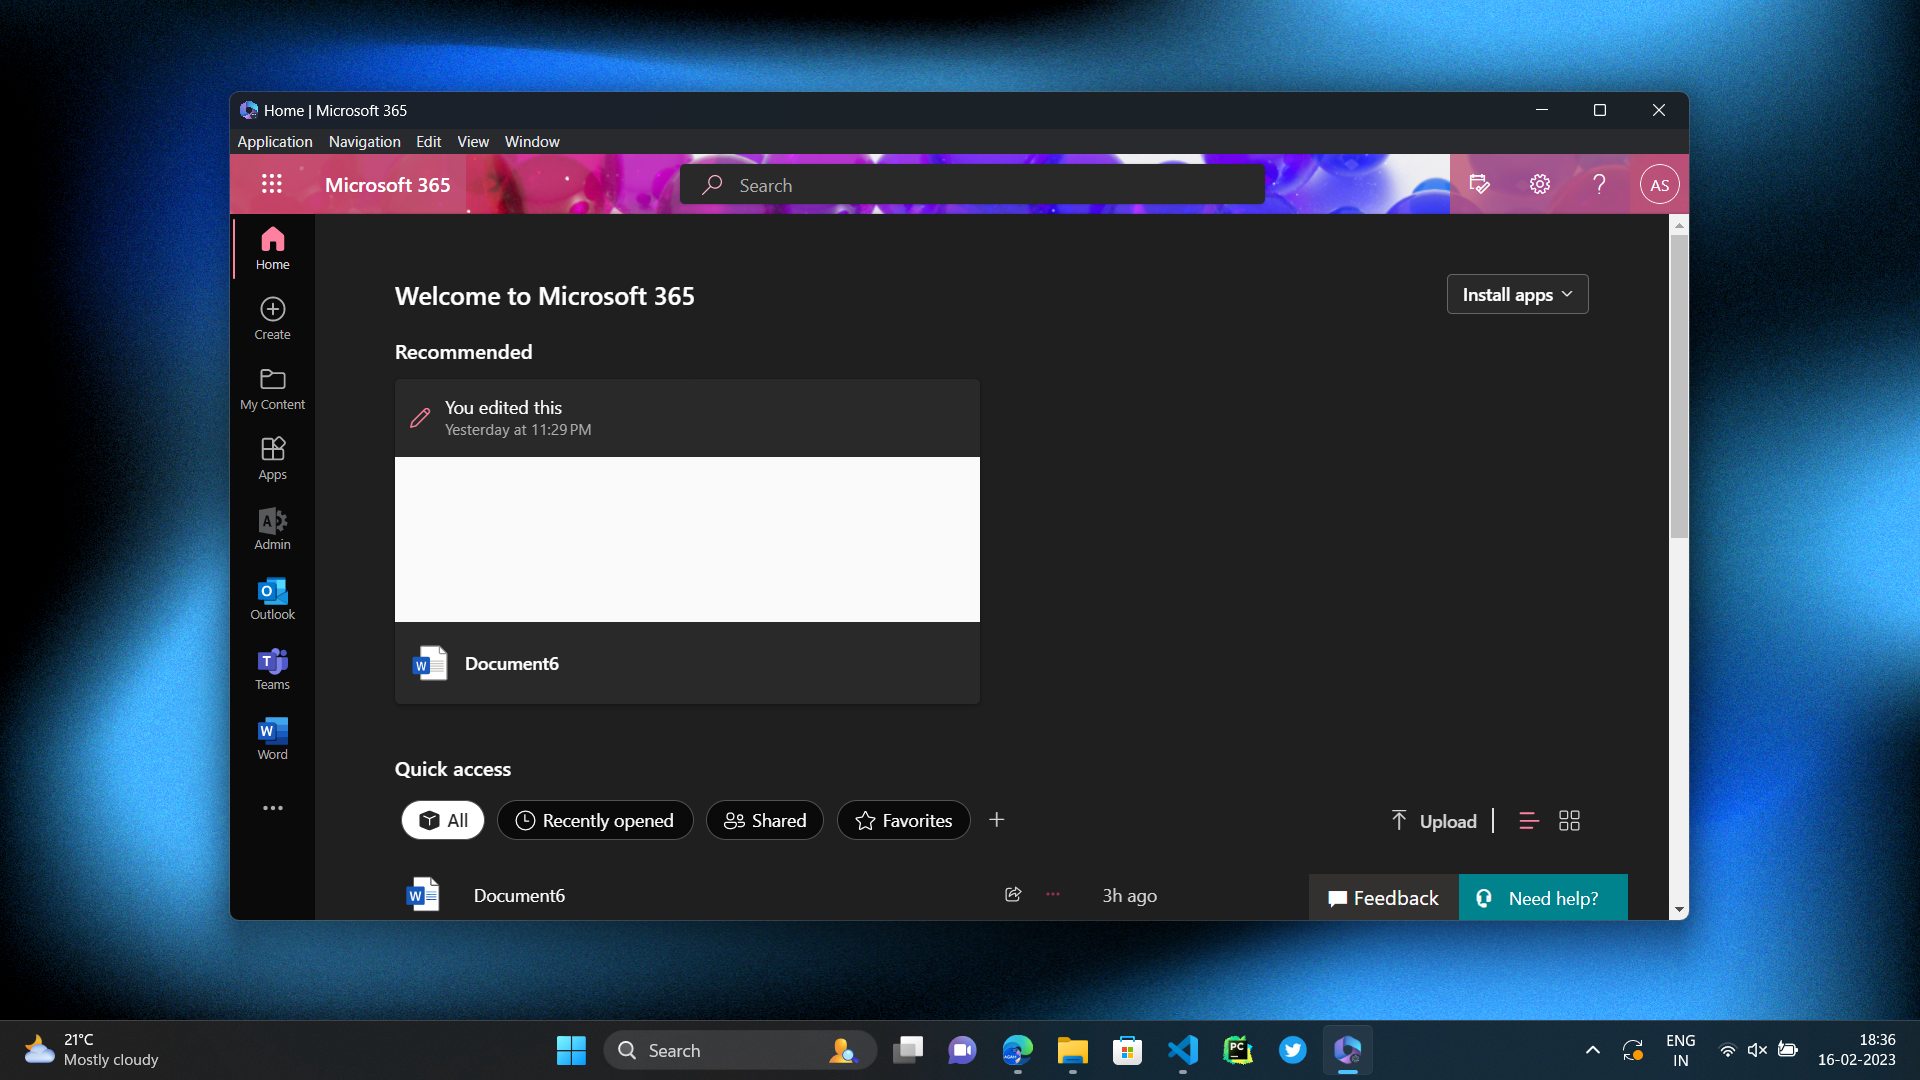 Home | Microsoft 365
Application Navigation Edit View Window
Microsoft 365
Search
AS
Home
Create
My Content
Apps
Admin
Outlook
Teams
Word
Welcome to Microsoft 365
Install apps
Recommended
You edited this
Yesterday at 11:29 PM
Document6
Quick access
All
Recently opened
Shared
Favorites
Upload
Document6
3h ago
Feedback
Need help?
21°C
Mostly cloudy
Search
ENG
IN
18:36
16-02-2023